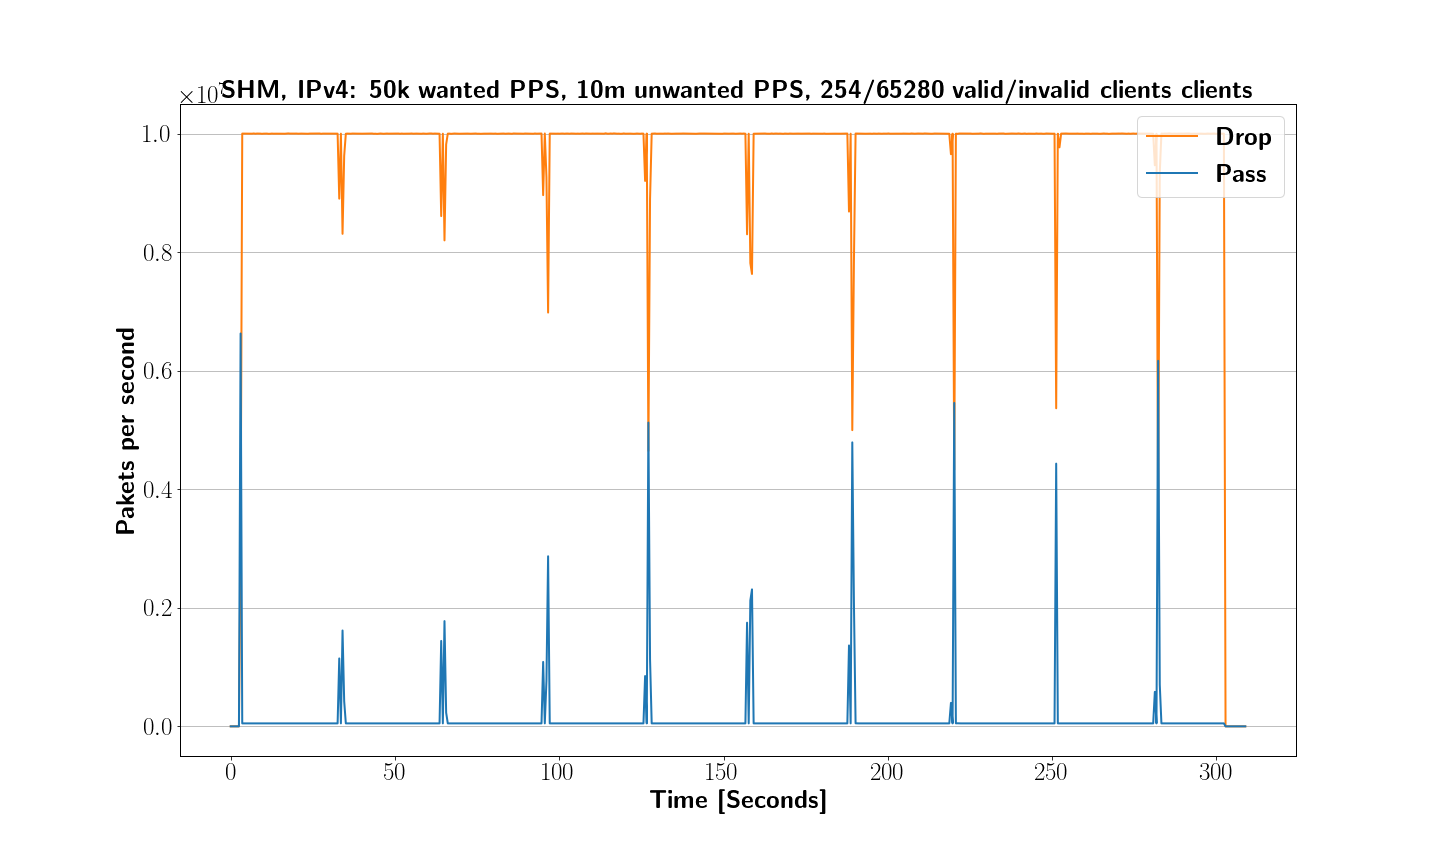 ×10
SHM, IPv4: 50k wanted PPS, 10m unwanted PPS, 254/65280 valid/invalid clients clients
Drop
Pass
1.0
0.8
0.6
0.4
0.2
0.0
Pakets per second
0 50 100 150 200 250 300
Time [Seconds]